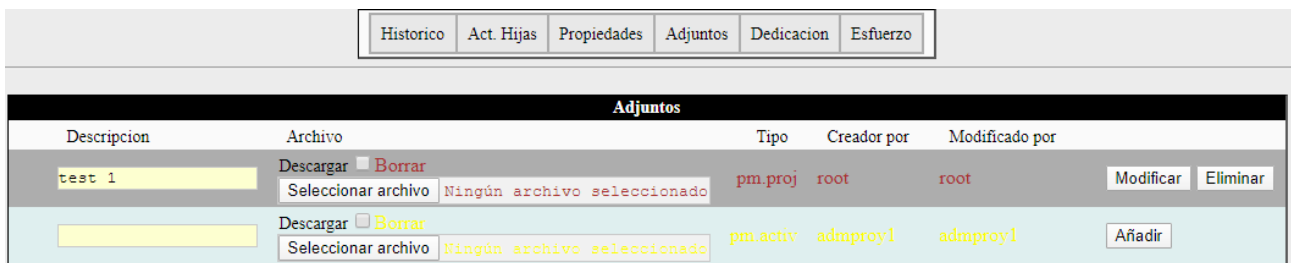 Historico Act. Hijas Propiedades Adjuntos Dedicacion Esfuerzo
Adjuntos
Descripcion Archivo Tipo Creador por Modificado por
Descargar Borrar
test 1 pm.proj root root Modificar Eliminar
Seleccionar archivo Ningún archivo seleccionado
Descargar Borrar
pm.activ admproy1 admproy1 Añadir
Seleccionar archivo Ningún archivo seleccionado